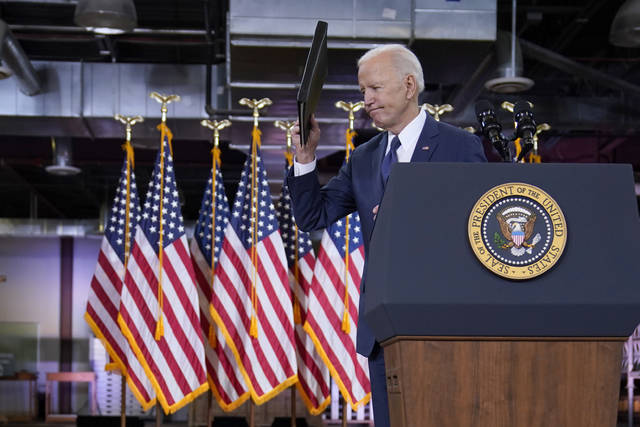 SEAL OF THE PRESIDENT OF THE UNITED STATES